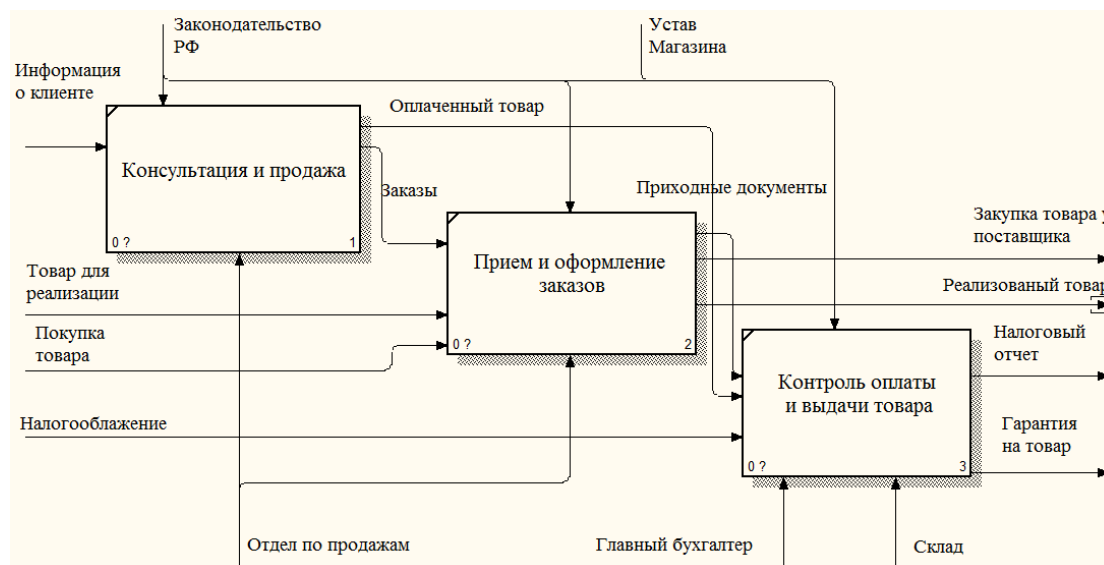 Законодательство
РФ
Устав
Магазина
Информация
о клиенте
Оплаченный товар
Консультация и продажа
0 ?
1
Заказы
Приходные документы
Закупка товара у
поставщика
Прием и оформление
заказов
0 ?
2
Товар для
реализации
Реализованый товар
Покупка
товара
Налоговый
отчет
Контроль оплаты
и выдачи товара
0 ?
3
Налогооблажение
Гарантия
на товар
Отдел по продажам
Главный бухгалтер
Склад